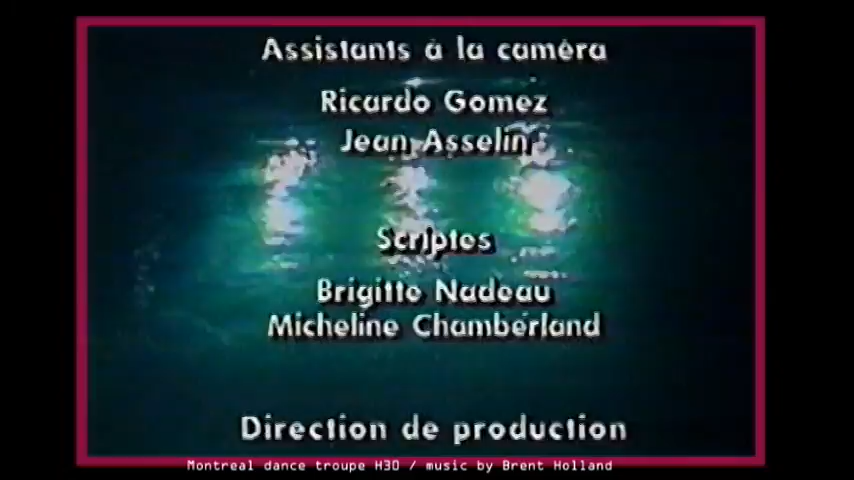 Assistants à la caméra
Ricardo Gomez
Jean Asselin
Scriptes
Brigitte Nadeau
Micheline Chamberland
Direction de production
Montreal dance troupe H3O / music by Brent Holland